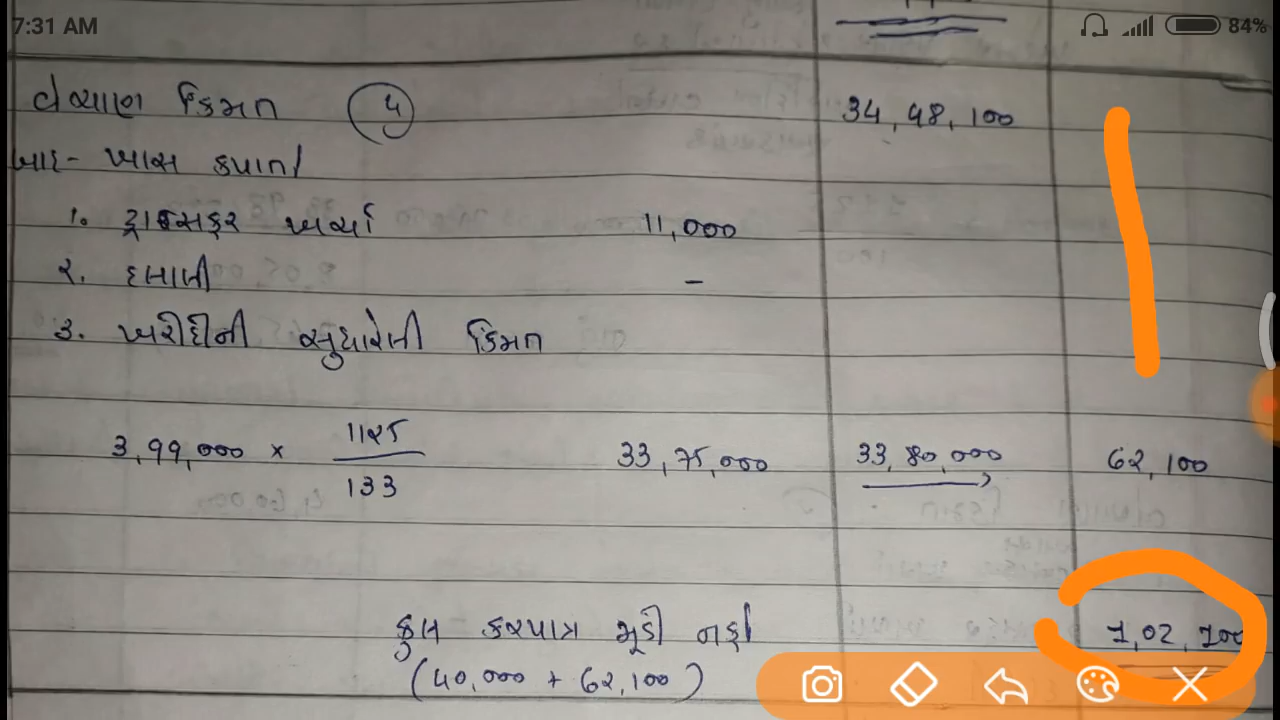 7:31 AM 84%
વેચાણ કિંમત (૫) 34,48,100
બાદ- ખાસ કપાતો
1. ટ્રાન્સફર ખર્ચ 11,000
૨. દલાલી -
૩. ખરીદીની સુધારેલી કિંમત
3,99,000 × 1125/133 33,75,000 33,80,000 62,100
કુલ કરપાત્ર મૂડી નફો 1,02,100
(40,000 + 62,100)